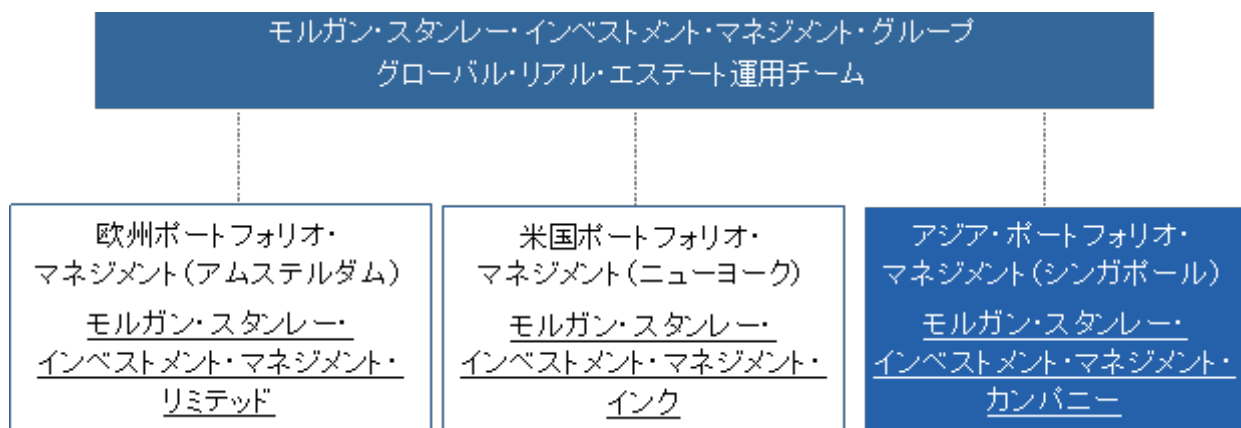 モルガン・スタンレー・インベストメント・マネジメント・グループ
グローバル・リアル・エステート運用チーム
欧州ポートフォリオ・
マネジメント(アムステルダム)
モルガン・スタンレー・
インベストメント・マネジメント・
リミテッド
米国ポートフォリオ・
マネジメント(ニューヨーク)
モルガン・スタンレー・
インベストメント・マネジメント・
インク
アジア・ポートフォリオ・
マネジメント(シンガポール)
モルガン・スタンレー・
インベストメント・マネジメント・
カンパニー